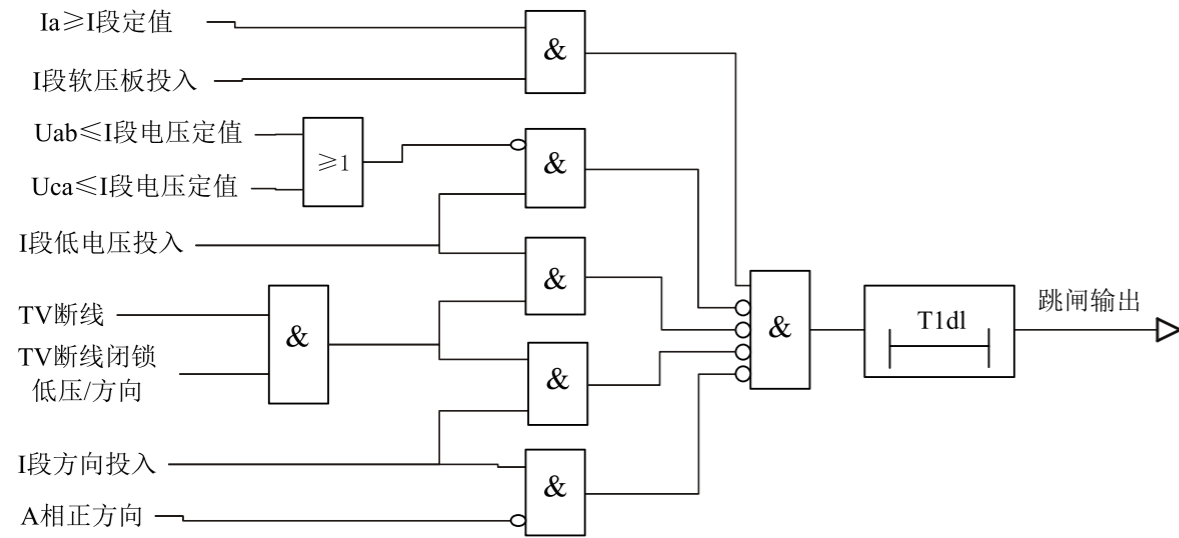 Ia≥I段定值
&
I段软压板投入
Uab≤I段电压定值
≥1
&
Uca≤I段电压定值
I段低电压投入
&
TV断线
&
TV断线闭锁
低压/方向
&
&
T1dl
跳闸输出
I段方向投入
&
A相正方向